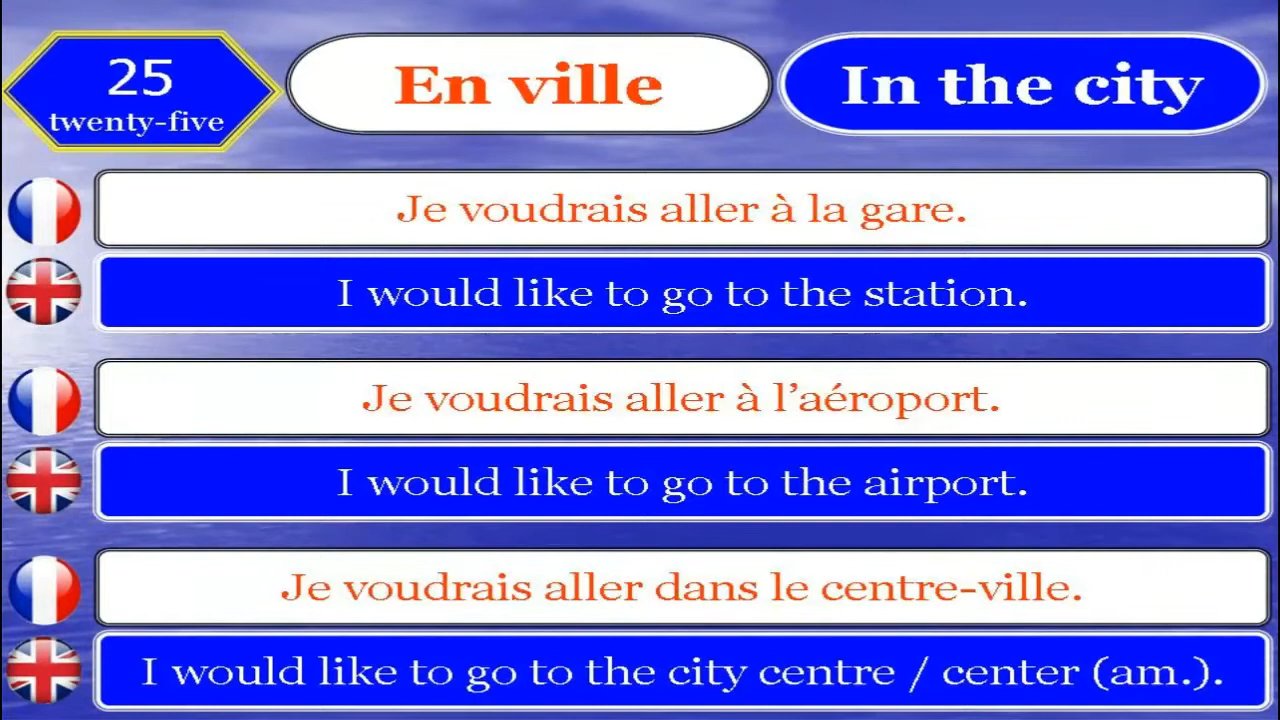 25
twenty-five
En ville
In the city
Je voudrais aller à la gare.
I would like to go to the station.
Je voudrais aller à l’aéroport.
I would like to go to the airport.
Je voudrais aller dans le centre-ville.
I would like to go to the city centre / center (am.).